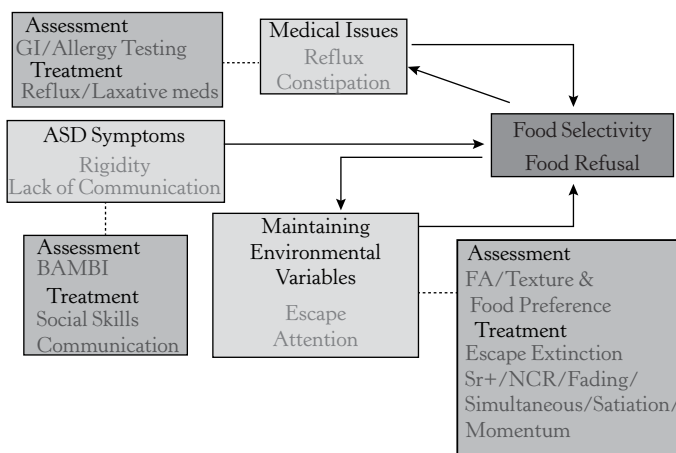 Assessment
GI/Allergy Testing
Treatment
Reflux/Laxative meds
Medical Issues
Reflux
Constipation
ASD Symptoms
Rigidity
Lack of Communication
Food Selectivity
Food Refusal
Assessment
BAMBI
Treatment
Social Skills
Communication
Maintaining
Environmental
Variables
Escape
Attention
Assessment
FA/Texture &
Food Preference
Treatment
Escape Extinction
Sr+/NCR/Fading/
Simultaneous/Satiation/
Momentum